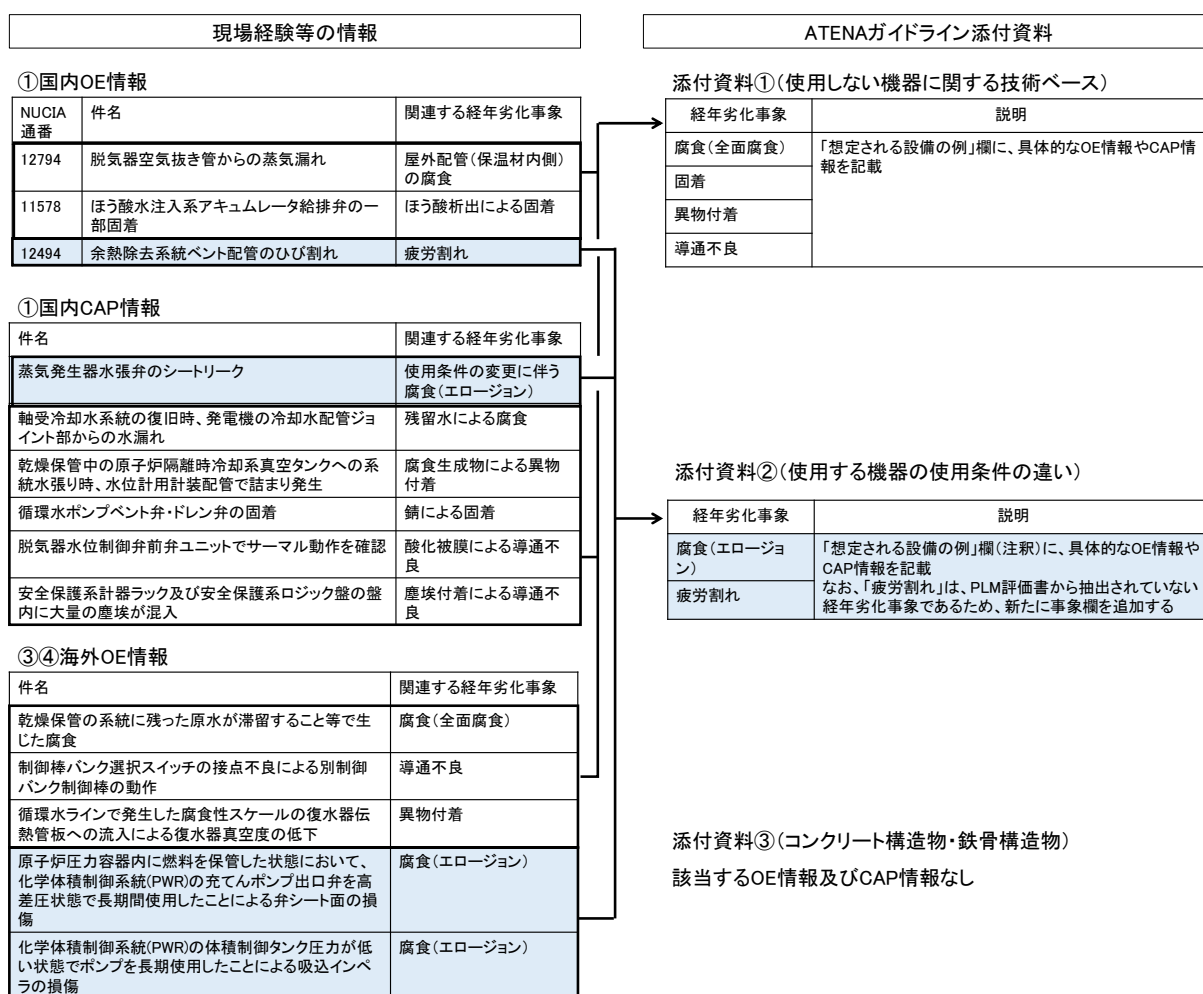 現場経験等の情報
ATENAガイドライン添付資料
①国内OE情報
NUCIA
通番
件名
関連する経年劣化事象
12794
脱気器空気抜き管からの蒸気漏れ
屋外配管(保温材内側)
の腐食
11578
ほう酸水注入系アキュムレータ給排弁の一
部固着
ほう酸析出による固着
12494
余熱除去系統ベント配管のひび割れ
疲労割れ
①国内CAP情報
件名
関連する経年劣化事象
蒸気発生器水張弁のシートリーク
使用条件の変更に伴う
腐食(エロージョン)
軸受冷却水系統の復旧時、発電機の冷却水配管ジョ
イント部からの水漏れ
残留水による腐食
乾燥保管中の原子炉隔離時冷却系真空タンクへの系
統水張り時、水位計用計装配管で詰まり発生
腐食生成物による異物
付着
循環水ポンプベント弁・ドレン弁の固着
錆による固着
脱気器水位制御弁前弁ユニットでサーマル動作を確認
酸化被膜による導通不
良
安全保護系計器ラック及び安全保護系ロジック盤の盤
内に大量の塵埃が混入
塵埃付着による導通不
良
③④海外OE情報
件名
関連する経年劣化事象
乾燥保管の系統に残った原水が滞留すること等で生
じた腐食
腐食(全面腐食)
制御棒バンク選択スイッチの接点不良による別制御
バンク制御棒の動作
導通不良
循環水ラインで発生した腐食性スケールの復水器伝
熱管板への流入による復水器真空度の低下
異物付着
原子炉圧力容器内に燃料を保管した状態において、
化学体積制御系統(PWR)の充てんポンプ出口弁を高
差圧状態で長期間使用したことによる弁シート面の損
傷
腐食(エロージョン)
化学体積制御系統(PWR)の体積制御タンク圧力が低
い状態でポンプを長期使用したことによる吸込インペ
ラの損傷
腐食(エロージョン)
添付資料①(使用しない機器に関する技術ベース)
経年劣化事象
説明
腐食(全面腐食)
「想定される設備の例」欄に、具体的なOE情報やCAP情
報を記載
固着
異物付着
導通不良
添付資料②(使用する機器の使用条件の違い)
経年劣化事象
説明
腐食(エロージョ
ン)
「想定される設備の例」欄(注釈)に、具体的なOE情報や
CAP情報を記載
なお、「疲労割れ」は、PLM評価書から抽出されていない
経年劣化事象であるため、新たに事象欄を追加する
疲労割れ
添付資料③(コンクリート構造物・鉄骨構造物)
該当するOE情報及びCAP情報なし